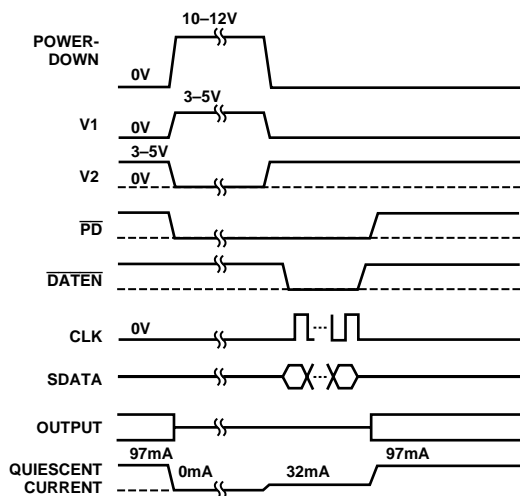 10–12V
POWER-
DOWN
0V
3–5V
V1
0V
3–5V
V2
0V
PD
DATEN
0V
CLK
SDATA
OUTPUT
97mA
97mA
QUIESCENT
0mA
32mA
CURRENT